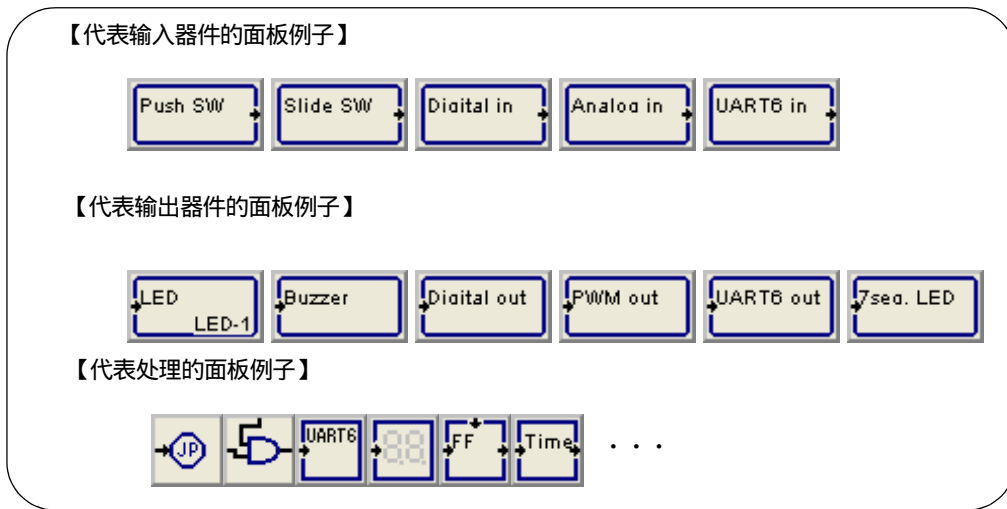 【代表输入器件的面板例子】
Push SW Slide SW Digital in Analog in UART6 in
【代表输出器件的面板例子】
LED Buzzer Digital out PWM out UART6 out 7seg. LED
LED-1
【代表处理的面板例子】
JP UART6 88 FF Time ・・・